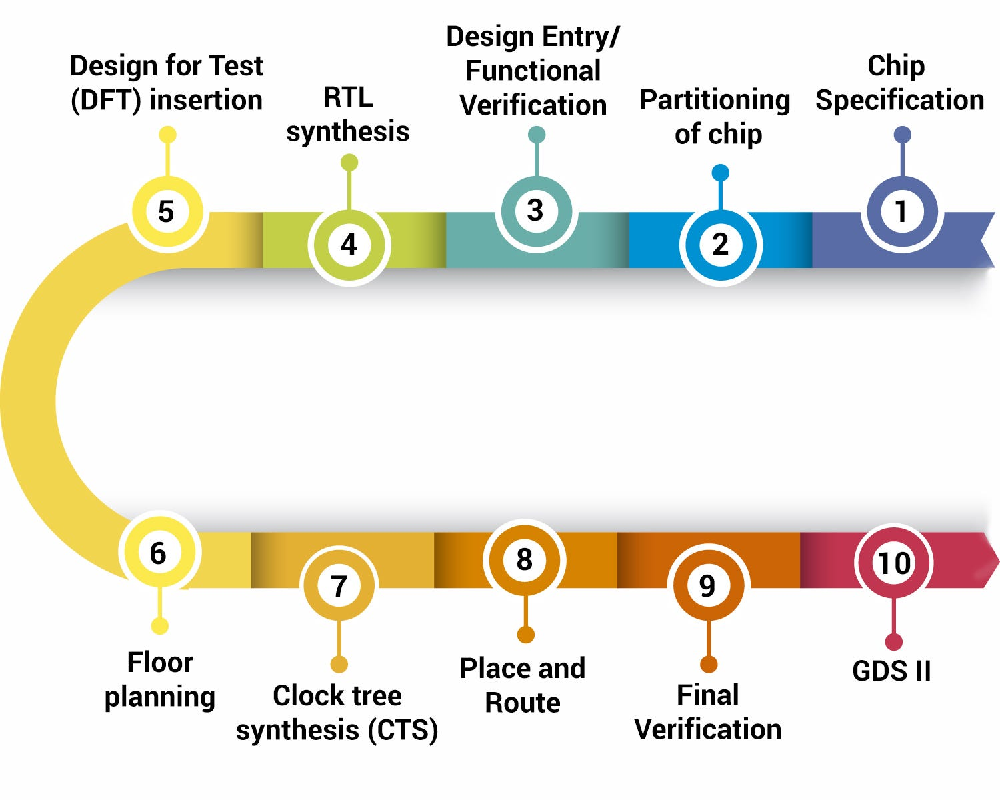 Chip
Specification
1
Partitioning
of chip
2
Design Entry/
Functional
Verification
3
RTL
synthesis
4
Design for Test
(DFT) insertion
5
6
Floor
planning
7
Clock tree
synthesis (CTS)
8
Place and
Route
9
Final
Verification
10
GDS II